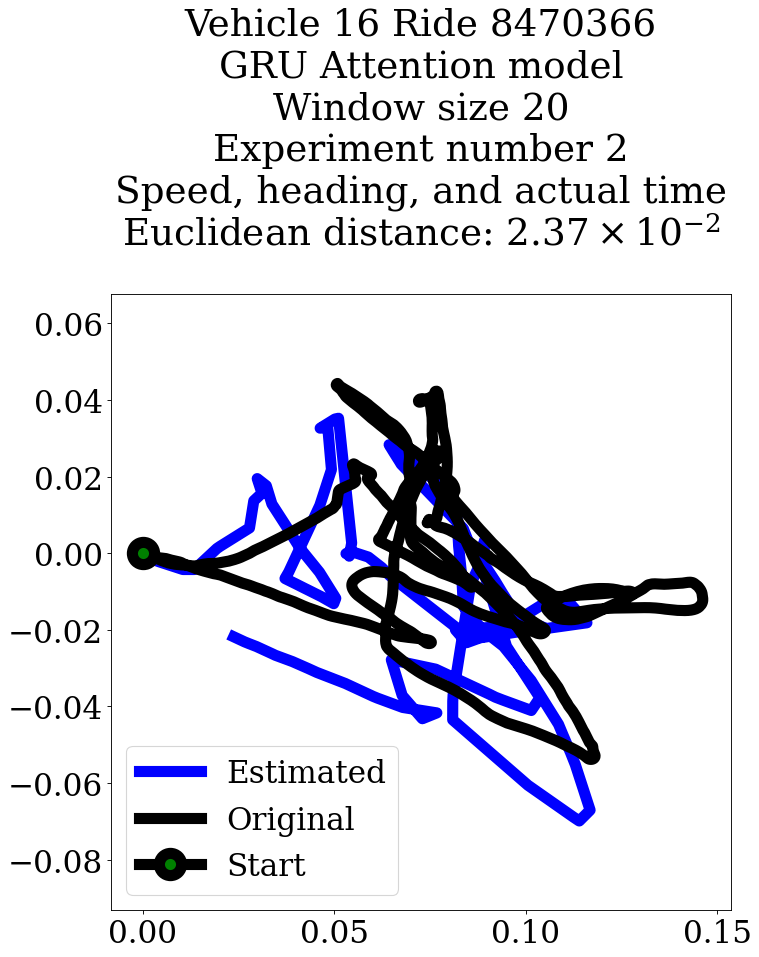 Vehicle 16 Ride 8470366
GRU Attention model
Window size 20
Experiment number 2
Speed, heading, and actual time
Euclidean distance: 2.37 × 10⁻²
0.06
0.04
0.02
0.00
−0.02
−0.04
−0.06
−0.08
Estimated
Original
Start
0.00 0.05 0.10 0.15